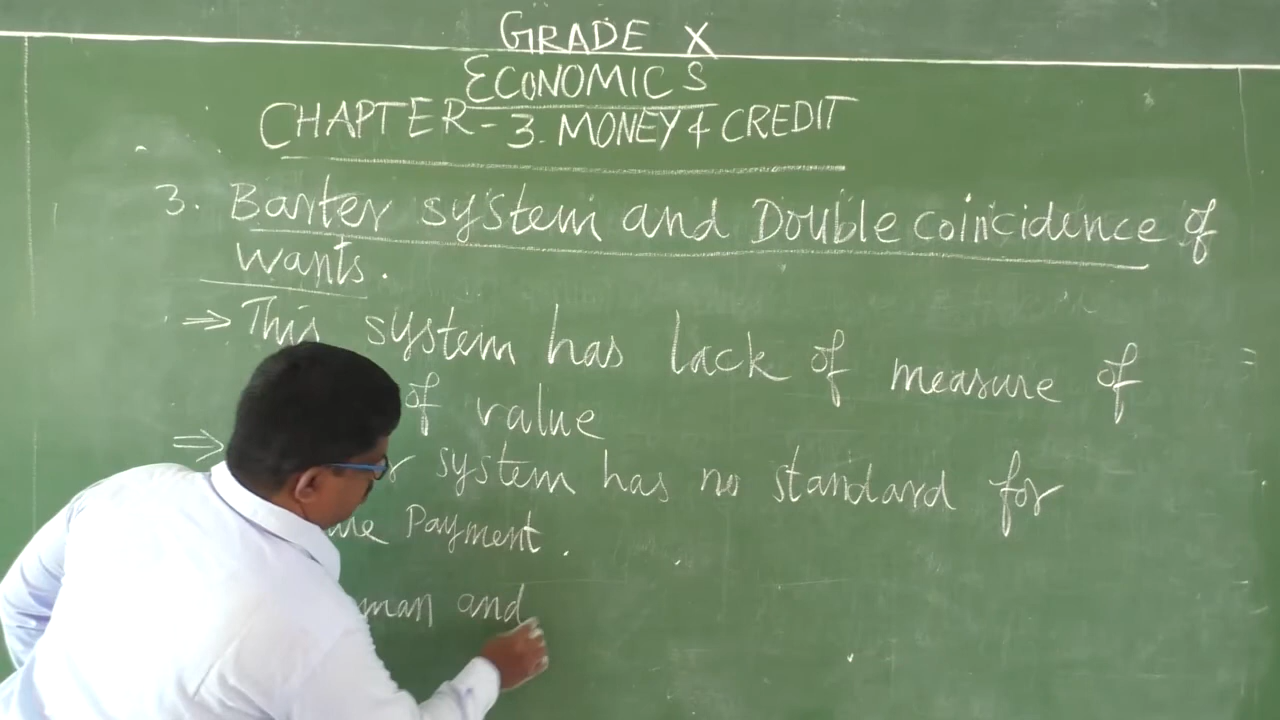 GRADE X
ECONOMICS
CHAPTER-3. MONEY & CREDIT
3. Barter system and Double coincidence of
wants.
⇒ This system has lack of measure of
of value
⇒ system has no standard for
Payment.
and